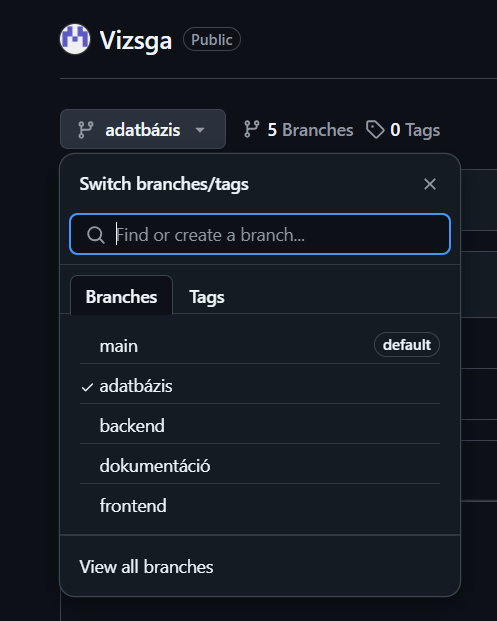 Vizsga Public
adatbázis 5 Branches 0 Tags
Switch branches/tags
Find or create a branch...
Branches Tags
main default
adatbázis
backend
dokumentáció
frontend
View all branches